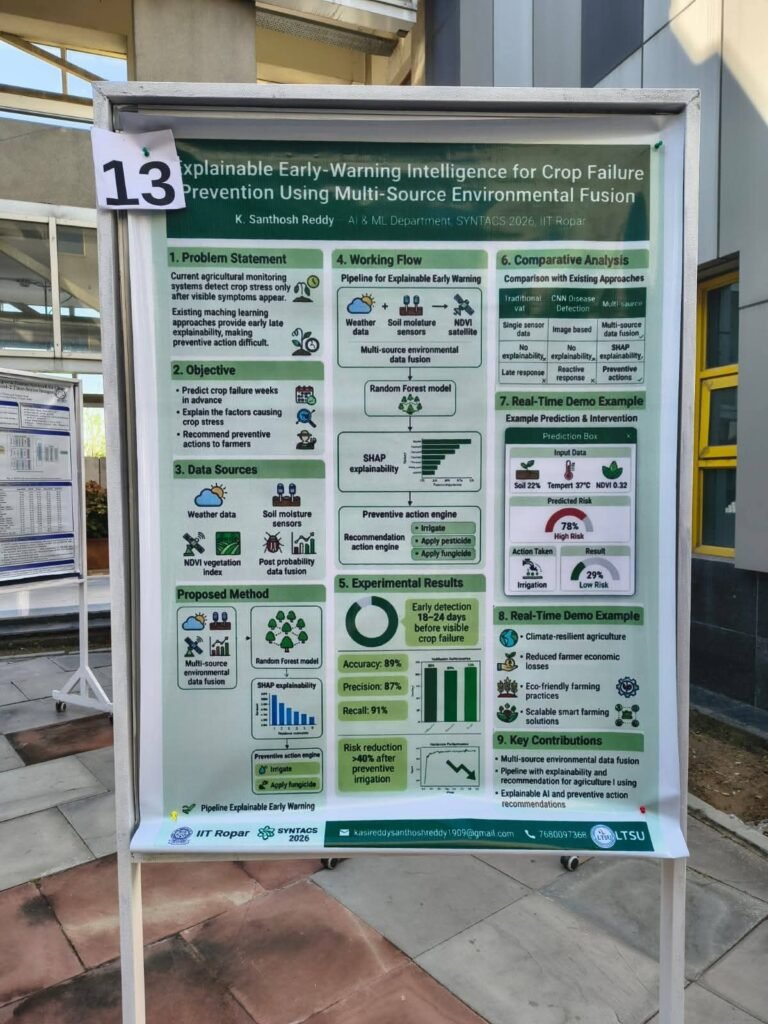 13
xplainable Early-Warning Intelligence for Crop Failure
Prevention Using Multi-Source Environmental Fusion
K. Santhosh Reddy AI & ML Department, SYNTACS 2026, IIT Ropar
1. Problem Statement
Current agricultural monitoring
systems detect crop stress only
after visible symptoms appear.
Existing maching learning
approaches provide early late
explainability, making
preventive action difficult.
2. Objective
• Predict crop failure weeks
in advance
• Explain the factors causing
crop stress
• Recommend preventive
actions to farmers
3. Data Sources
Weather data
Soil moisture
sensors
NDVI vegetation
index
Post probability
data fusion
Proposed Method
Multi-source
environmental
data fusion
Random Forest model
SHAP explainability
Preventive action engine
Irrigate
Apply fungicide
Pipeline Explainable Early Warning
4. Working Flow
Pipeline for Explainable Early Warning
Weather
data
Soil moisture
sensors
NDVI
satellite
Multi-source environmental
data fusion
Random Forest model
SHAP
explainability
Preventive action engine
Recommendation
action engine
• Irrigate
• Apply pesticide
• Apply fungicide
5. Experimental Results
Early detection
18–24 days
before visible
crop failure
Accuracy: 89%
Precision: 87%
Recall: 91%
Risk reduction
>40% after
preventive
irrigation
6. Comparative Analysis
Comparison with Existing Approaches
Traditional
vat
CNN Disease
Detection
Multi-source
Single sensor
data
Image based
Multi-source
data fusion
No
explainability
No
explainability
SHAP
explainability
Late response
Reactive
response
Preventive
actions
7. Real-Time Demo Example
Example Prediction & Intervention
Prediction Box
Input Data
Soil 22%
Tempert 37°C
NDVI 0.32
Predicted Risk
78%
High Risk
Action Taken
Irrigation
Result
29%
Low Risk
8. Real-Time Demo Example
Climate-resilient agriculture
Reduced farmer economic
losses
Eco-friendly farming
practices
Scalable smart farming
solutions
9. Key Contributions
• Multi-source environmental data fusion
• Pipeline with explainability and
recommendation for agriculture I using
• Explainable AI and preventive action
recommendations
IIT Ropar
SYNTACS
2026
kasireddysanthoshreddy1909@gmail.com
7680097368
LTSU